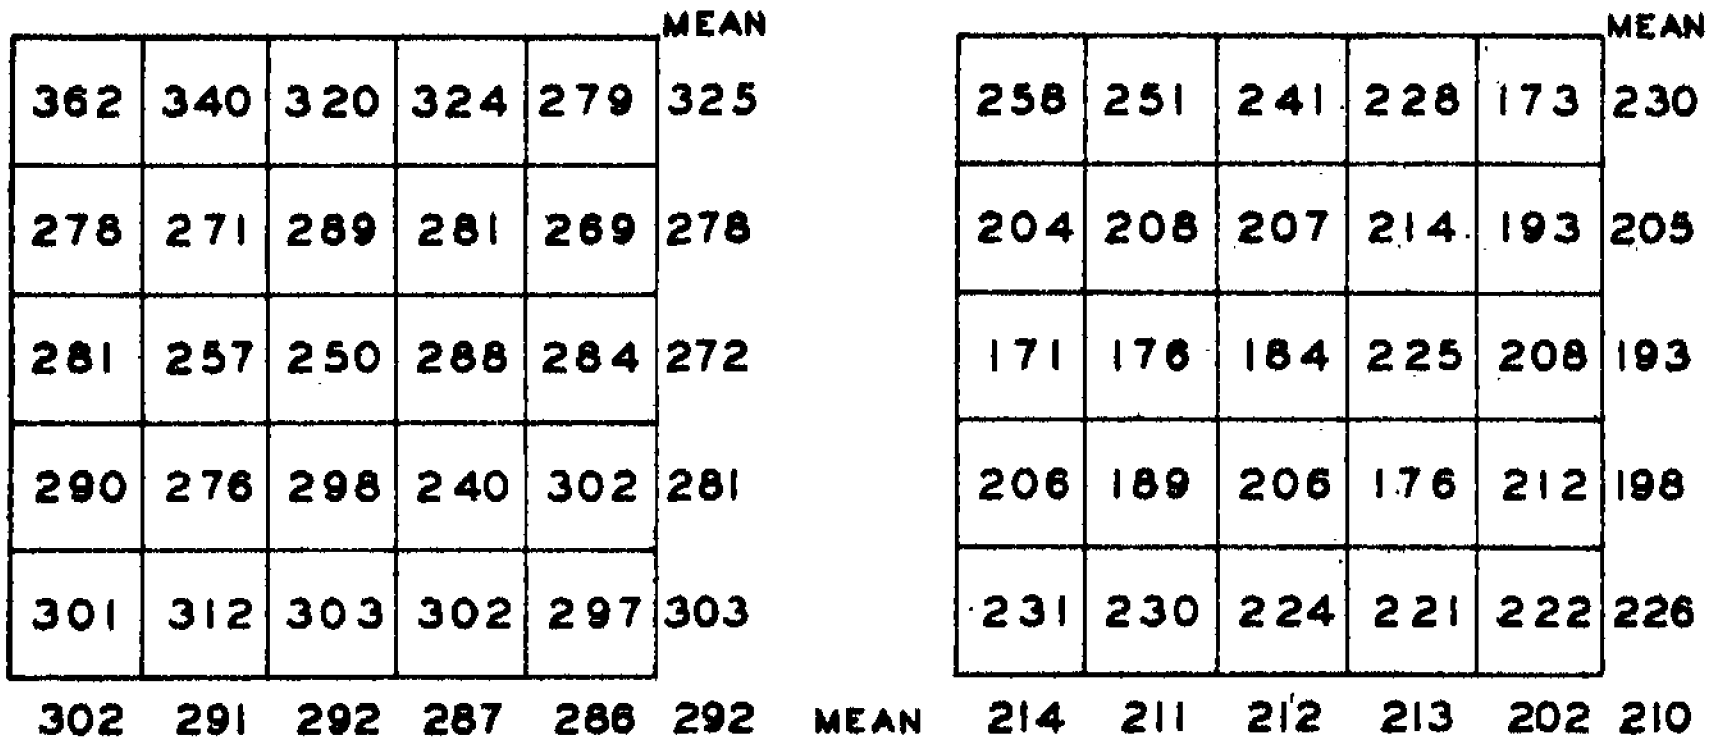 MEAN MEAN
362 340 320 324 279 325 258 251 241 228 173 230
278 271 289 281 269 278 204 208 207 214 193 205
281 257 250 288 284 272 171 176 184 225 208 193
290 276 298 240 302 281 206 189 206 176 212 198
301 312 303 302 297 303 231 230 224 221 222 226
302 291 292 287 286 292 MEAN 214 211 212 213 202 210